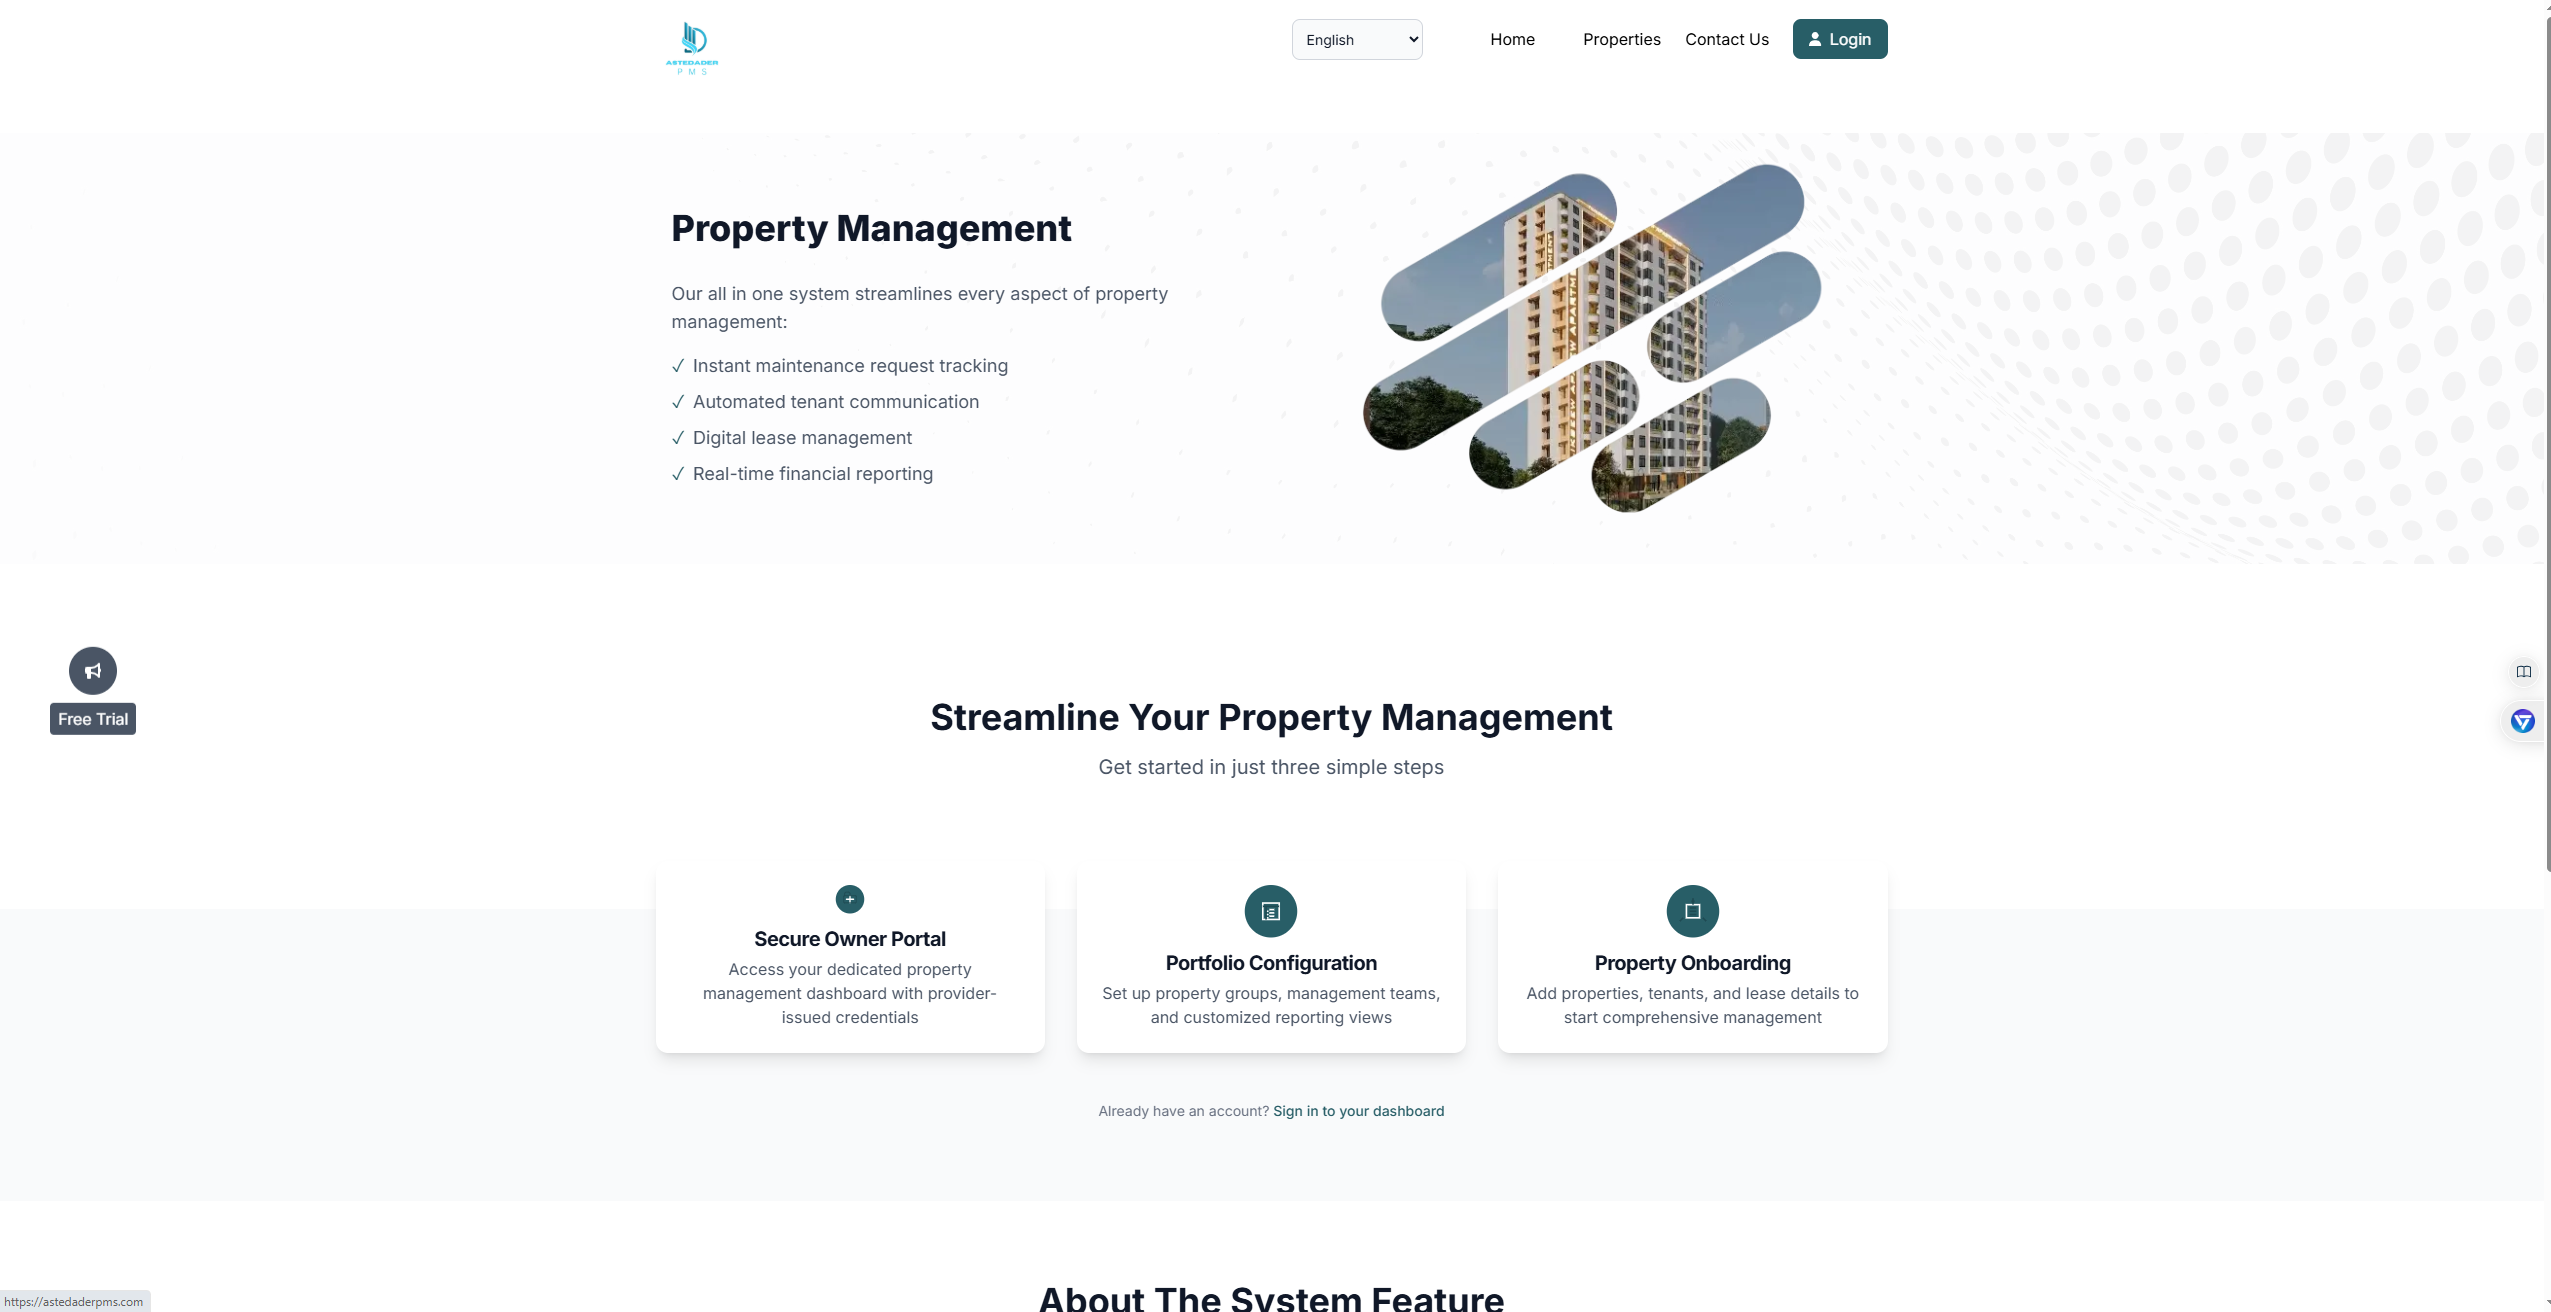 ASTEDADER
PMS
English
Home
Properties
Contact Us
Login
Property Management
Our all in one system streamlines every aspect of property
management:
✓ Instant maintenance request tracking
✓ Automated tenant communication
✓ Digital lease management
✓ Real-time financial reporting
Free Trial
Streamline Your Property Management
Get started in just three simple steps
Secure Owner Portal
Access your dedicated property
management dashboard with provider-
issued credentials
Portfolio Configuration
Set up property groups, management teams,
and customized reporting views
Property Onboarding
Add properties, tenants, and lease details to
start comprehensive management
Already have an account? Sign in to your dashboard
About The System Feature
https://astedaderpms.com